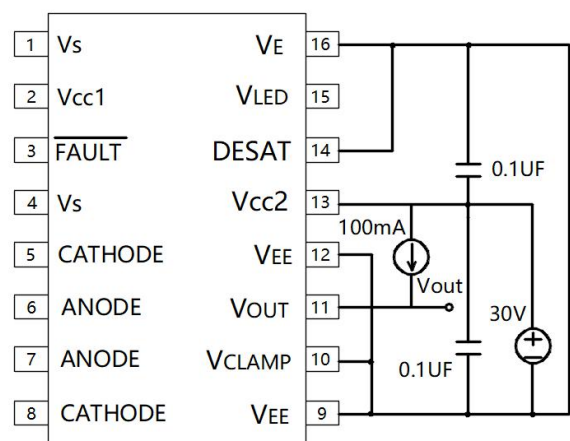 1 Vs VE 16
2 Vcc1 VLED 15
3 FAULT DESAT 14
0.1UF
4 Vs Vcc2 13
100mA
5 CATHODE VEE 12
Vout
6 ANODE VOUT 11
30V
7 ANODE VCLAMP 10
0.1UF
8 CATHODE VEE 9